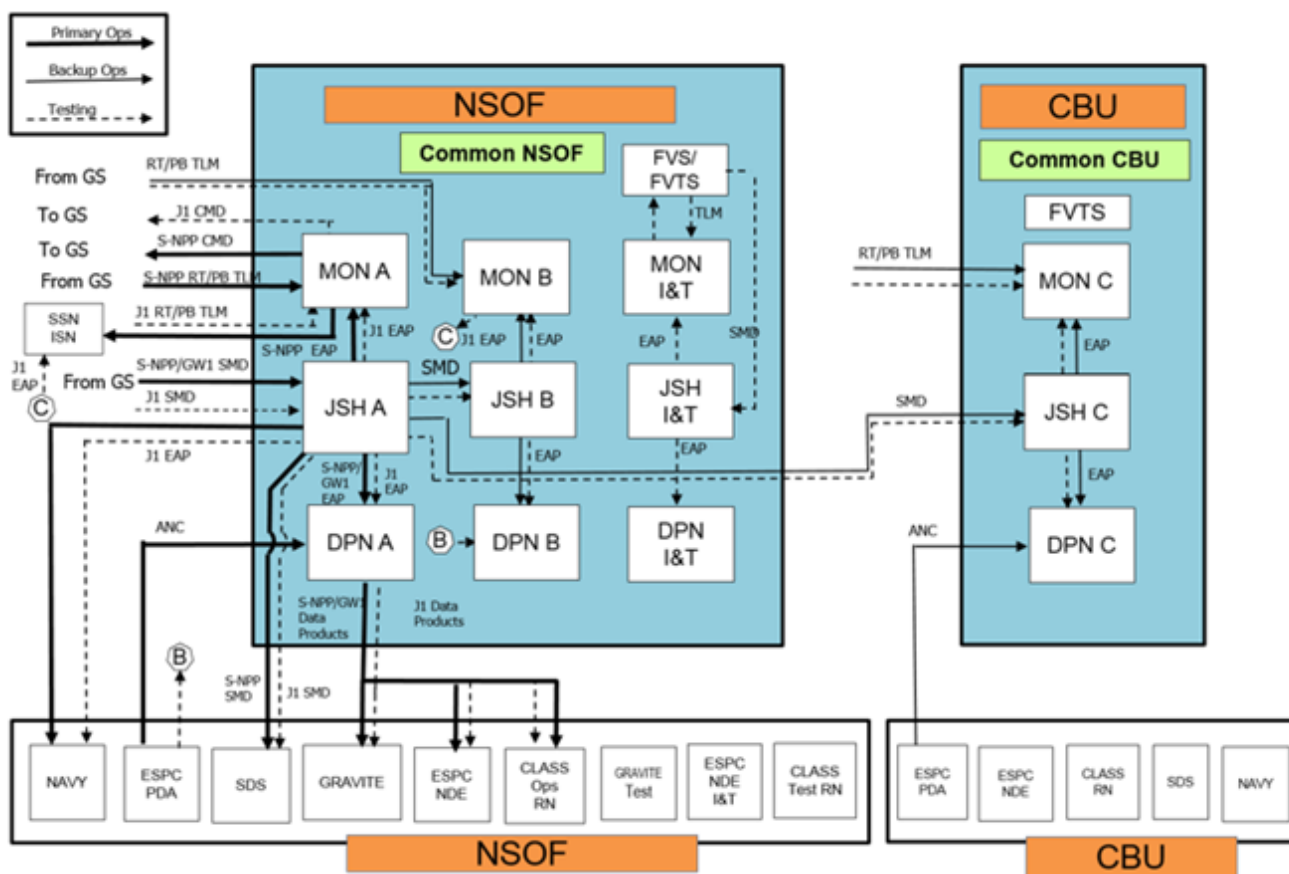 Primary Ops
Backup Ops
Testing
NSOF
Common NSOF
CBU
Common CBU
From GS
RT/PB TLM
To GS
J1 CMD
To GS
S-NPP CMD
From GS
S-NPP RT/PB TLM
J1 RT/PB TLM
SSN
ISN
J1
EAP
C
From GS
S-NPP/GW1 SMD
J1 SMD
J1 EAP
MON A
S-NPP EAP
J1 EAP
JSH A
S-NPP/
GW1
EAP
J1
EAP
ANC
DPN A
S-NPP/GW1
Data
Products
J1 Data
Products
MON B
C
J1 EAP
EAP
SMD
JSH B
EAP
B
DPN B
FVS/
FVTS
TLM
MON
I&T
EAP
SMD
JSH
I&T
EAP
DPN
I&T
FVTS
RT/PB TLM
MON C
EAP
SMD
JSH C
EAP
ANC
DPN C
B
S-NPP
SMD
J1 SMD
NAVY
ESPC
PDA
SDS
GRAVITE
ESPC
NDE
CLASS
Ops
RN
GRAVITE
Test
ESPC
NDE
I&T
CLASS
Test RN
NSOF
ESPC
PDA
ESPC
NDE
CLASS
RN
SDS
NAVY
CBU